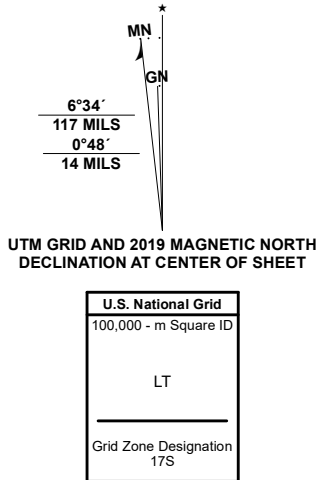 MN
GN
6°34´
117 MILS
0°48´
14 MILS
UTM GRID AND 2019 MAGNETIC NORTH
DECLINATION AT CENTER OF SHEET
U.S. National Grid
100,000 - m Square ID
LT
Grid Zone Designation
17S